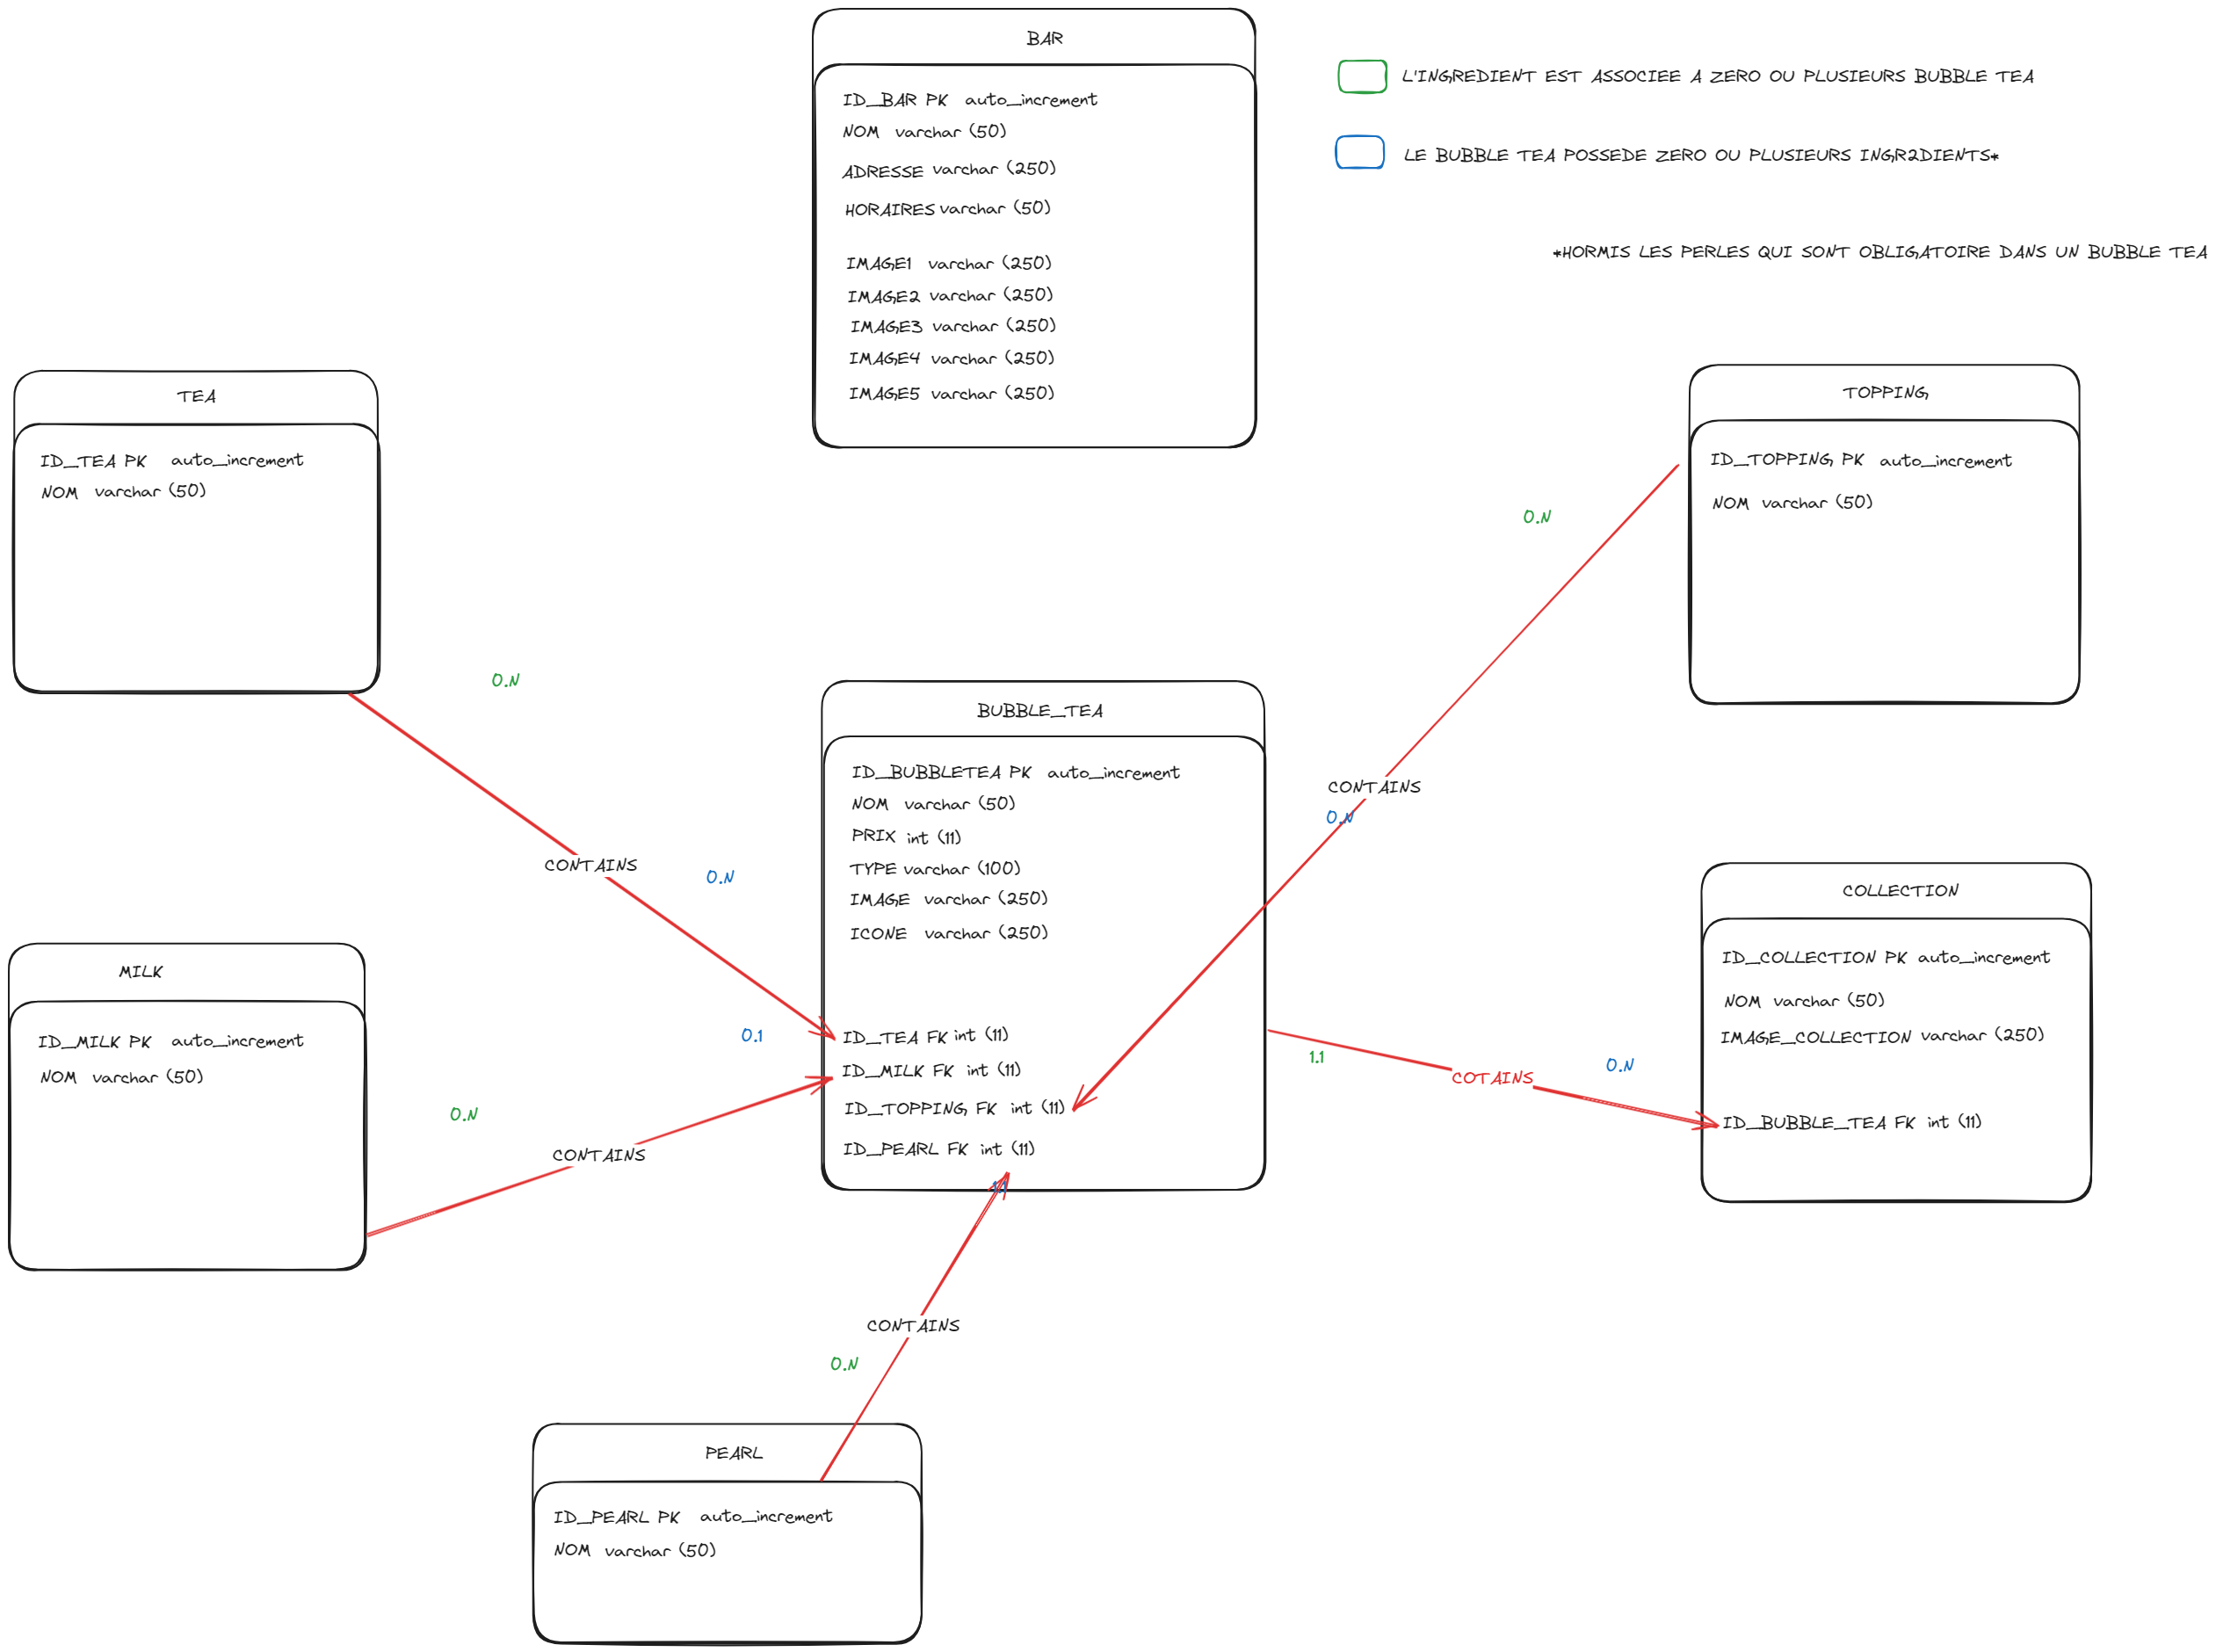 BAR
ID_BAR PK auto_increment
NOM varchar (50)
ADRESSE varchar (250)
HORAIRES varchar (50)
IMAGE1 varchar (250)
IMAGE2 varchar (250)
IMAGE3 varchar (250)
IMAGE4 varchar (250)
IMAGE5 varchar (250)
L'INGREDIENT EST ASSOCIEE A ZERO OU PLUSIEURS BUBBLE TEA
LE BUBBLE TEA POSSEDE ZERO OU PLUSIEURS INGR2DIENTS*
*HORMIS LES PERLES QUI SONT OBLIGATOIRE DANS UN BUBBLE TEA
TEA
ID_TEA PK auto_increment
NOM varchar (50)
TOPPING
ID_TOPPING PK auto_increment
NOM varchar (50)
0.N
0.N
CONTAINS
0.N
CONTAINS
0.N
BUBBLE_TEA
ID_BUBBLETEA PK auto_increment
NOM varchar (50)
PRIX int (11)
TYPE varchar (100)
IMAGE varchar (250)
ICONE varchar (250)
ID_TEA FK int (11)
ID_MILK FK int (11)
ID_TOPPING FK int (11)
ID_PEARL FK int (11)
1.1
MILK
ID_MILK PK auto_increment
NOM varchar (50)
0.1
0.N
CONTAINS
COLLECTION
ID_COLLECTION PK auto_increment
NOM varchar (50)
IMAGE_COLLECTION varchar (250)
ID_BUBBLE_TEA FK int (11)
1.1
COTAINS
0.N
CONTAINS
0.N
PEARL
ID_PEARL PK auto_increment
NOM varchar (50)